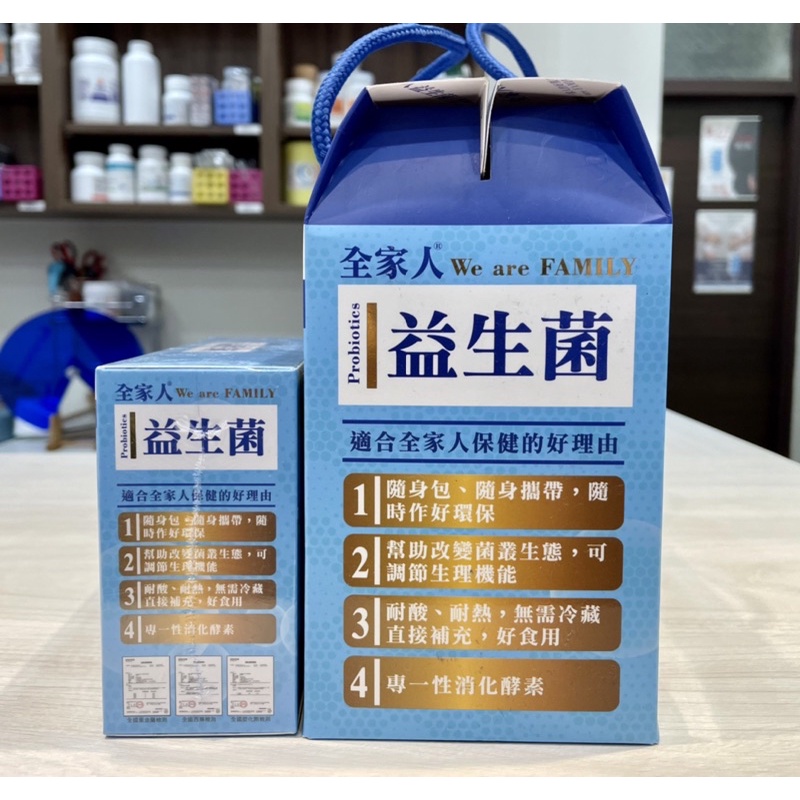 全家人® We are FAMILY
Probiotics
益生菌
適合全家人保健的好理由
1 隨身包、隨身攜帶，隨
時作好環保
2 幫助改變菌叢生態，可
調節生理機能
3 耐酸、耐熱，無需冷藏
直接補充，好食用
4 專一性消化酵素
全家人® We are FAMILY
Probiotics
益生菌
適合全家人保健的好理由
1 隨身包、隨身攜帶，隨
時作好環保
2 幫助改變菌叢生態，可
調節生理機能
3 耐酸、耐熱，無需冷藏
直接補充，好食用
4 專一性消化酵素